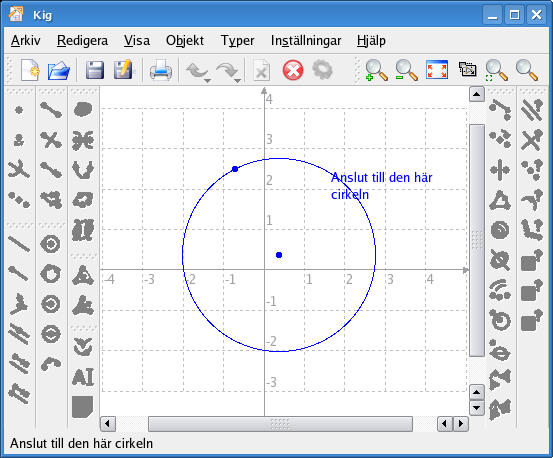 Kig
Arkiv Redigera Visa Objekt Typer Inställningar Hjälp
4
3
Anslut till den här
cirkeln
2
1
-4 -3 -2 -1 1 2 3 4
-1
-2
-3
AI
Anslut till den här cirkeln